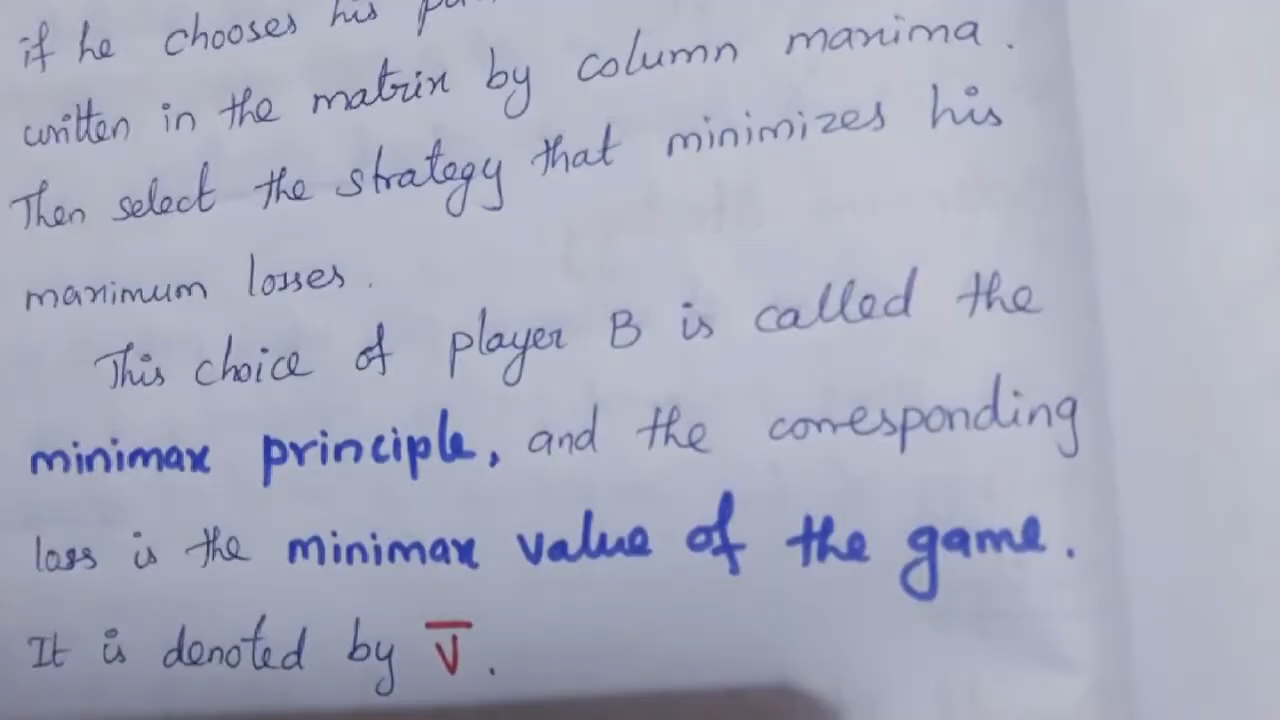 if he chooses his
written in the matrix by column maxima.
Then select the strategy that minimizes his
maximum losses.
This choice of player B is called the
minimax principle, and the corresponding
loss is the minimax value of the game.
It is denoted by V̅.